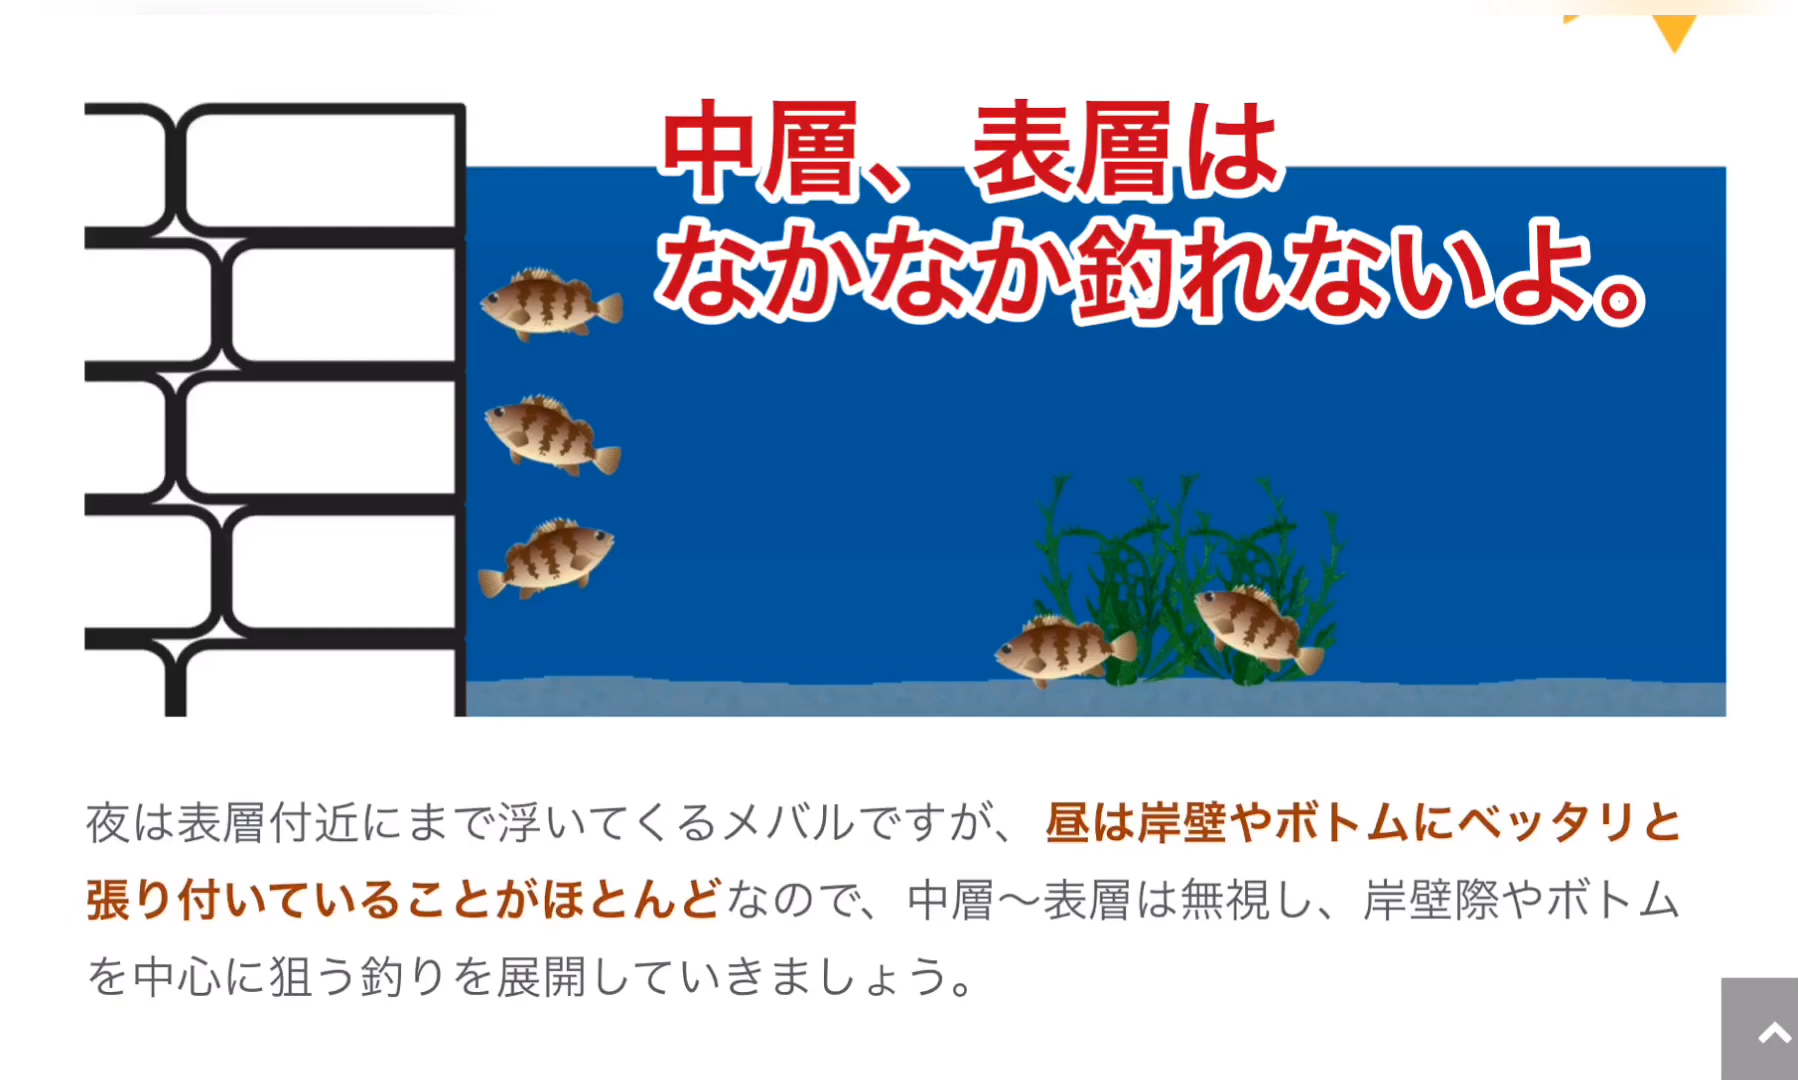 中層、表層は
なかなか釣れないよ。
夜は表層付近にまで浮いてくるメバルですが、昼は岸壁やボトムにベッタリと
張り付いていることがほとんどなので、中層〜表層は無視し、岸壁際やボトム
を中心に狙う釣りを展開していきましょう。